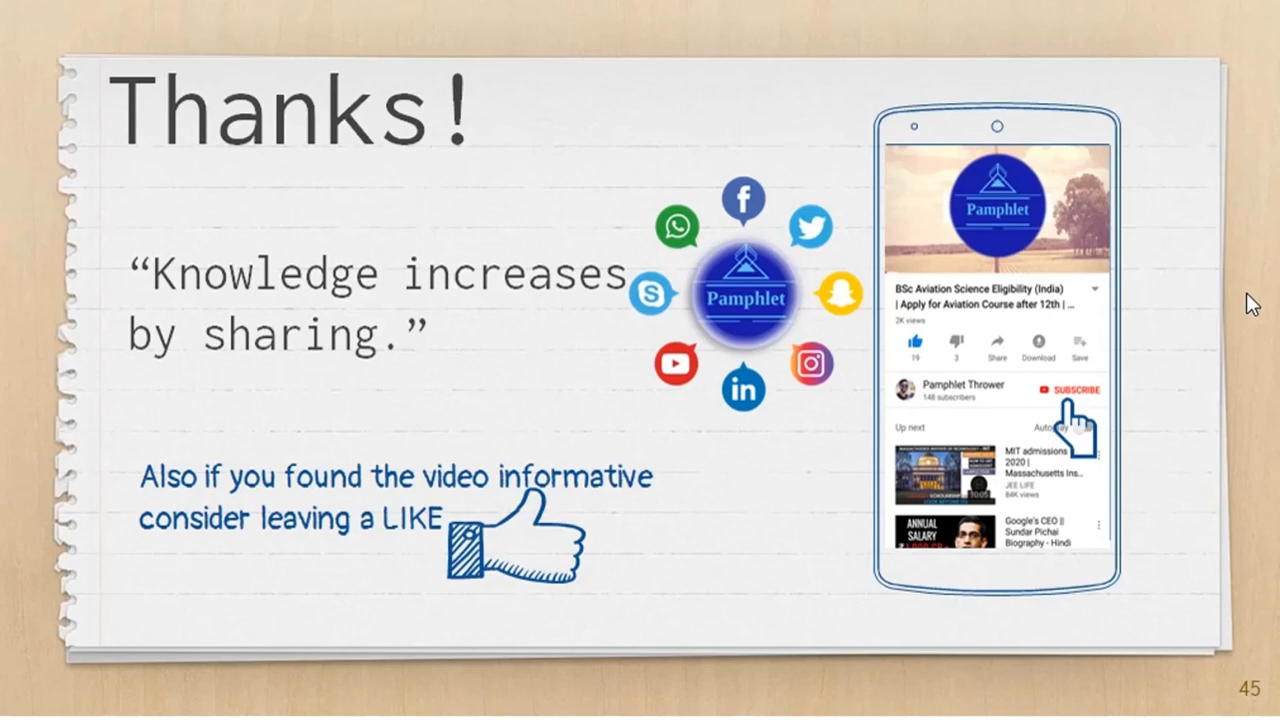 Thanks!
“Knowledge increases
by sharing.”
Also if you found the video informative
consider leaving a LIKE
Pamphlet
Pamphlet
BSc Aviation Science Eligibility (India)
| Apply for Aviation Course after 12th | ...
2K views
19
3
Share
Download
Save
Pamphlet Thrower
148 subscribers
SUBSCRIBE
Up next
MIT admissions
2020 |
Massachusetts Ins..
JEE LIFE
84K views
10:05
ANNUAL
SALARY
Google's CEO ||
Sundar Pichai
Biography - Hindi
45